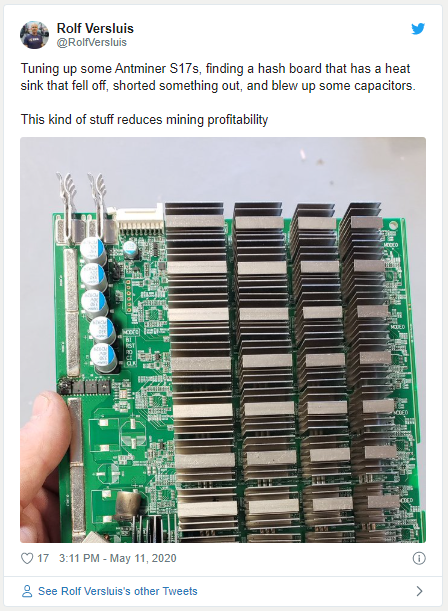 Rolf Versluis
@RolfVersluis
Tuning up some Antminer S17s, finding a hash board that has a heat
sink that fell off, shorted something out, and blew up some capacitors.
This kind of stuff reduces mining profitability
17 3:11 PM - May 11, 2020
See Rolf Versluis's other Tweets